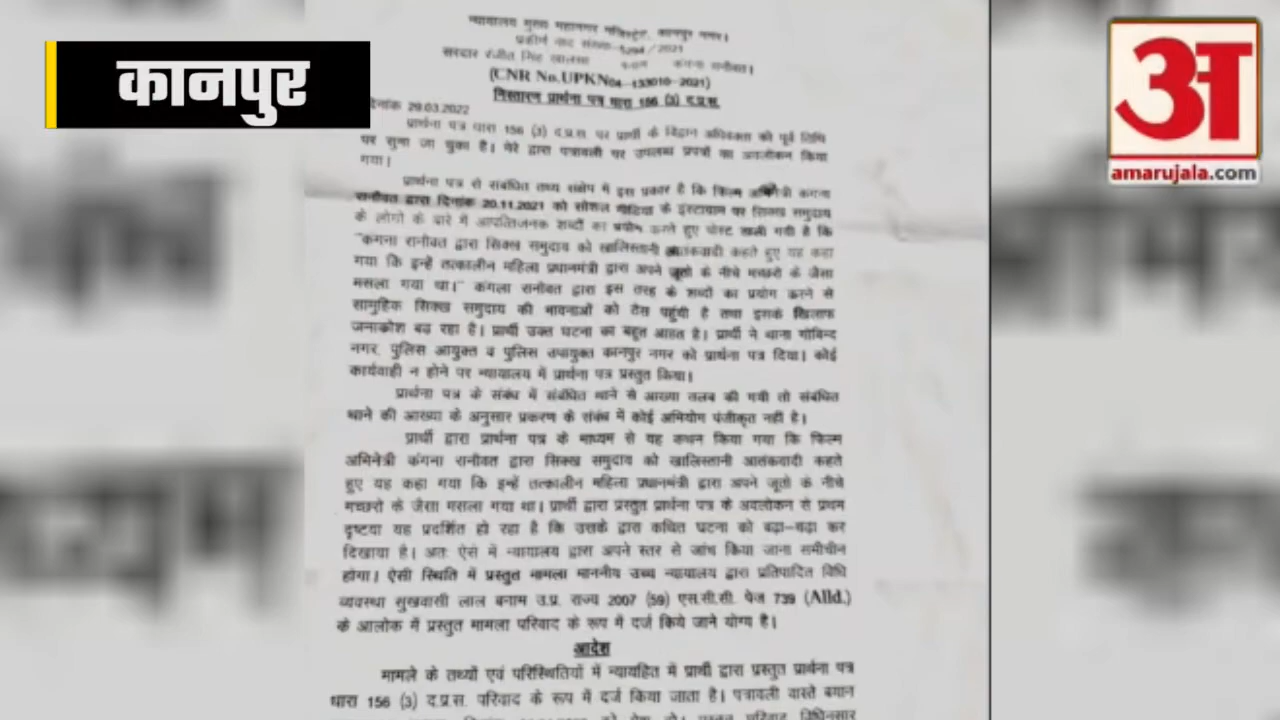 कानपुर
अ
amarujala.com
न्यायालय मुख्य महानगर मजिस्ट्रेट, कानपुर नगर।
प्रकीर्ण वाद संख्या-5294/2021
सरदार रंजीत सिंह खालसा बनाम कंगना रानौवत।
(CNR No.UPKN04-133010-2021)
निस्तारण प्रार्थना पत्र धारा 156 (3) द.प्र.स.
दिनांक 29.03.2022
प्रार्थना पत्र धारा 156 (3) द.प्र.स. पर प्रार्थी के विद्वान अधिवक्ता को पूर्व तिथि
पर सुना जा चुका है। मेरे द्वारा पत्रावली पर उपलब्ध प्रपत्रों का अवलोकन किया
गया।
प्रार्थना पत्र से संबंधित तथ्य संक्षेप में इस प्रकार है कि फिल्म अभिनेत्री कंगना
रानौवत द्वारा दिनांक 20.11.2021 को सोशल मीडिया के इंस्टाग्राम पर सिक्ख समुदाय
के लोगो के बारे में आपत्तिजनक शब्दों का प्रयोग करते हुए पोस्ट डाली गयी है कि
"कंगना रानौवत द्वारा सिक्ख समुदाय को खालिस्तानी आतंकवादी कहते हुए यह कहा
गया कि इन्हें तत्कालीन महिला प्रधानमंत्री द्वारा अपने जूतो के नीचे मच्छरो के जैसा
मसला गया था।" कंगला रानौवत द्वारा इस तरह के शब्दों का प्रयोग करने से
सामुहिक सिक्ख समुदाय की भावनाओं को ठेस पहुंची है तथा इसके खिलाफ
जनाकोश बढ़ रहा है। प्रार्थी उक्त घटना का बहुत आहत है। प्रार्थी ने थाना गोबिन्द
नगर, पुलिस आयुक्त व पुलिस उपायुक्त कानपुर नगर को प्रार्थना पत्र दिया। कोई
कार्यवाही न होने पर न्यायालय में प्रार्थना पत्र प्रस्तुत किया।
प्रार्थना पत्र के संबंध में संबंधित थाने से आख्या तलब की गयी तो संबंधित
थाने की आख्या के अनुसार प्रकरण के संबंध में कोई अभियोग पंजीकृत नहीं है।
प्रार्थी द्वारा प्रार्थना पत्र के माध्यम से यह कथन किया गया कि फिल्म
अभिनेत्री कंगना रानौवत द्वारा सिक्ख समुदाय को खालिस्तानी आतंकवादी कहते
हुए यह कहा गया कि इन्हें तत्कालीन महिला प्रधानमंत्री द्वारा अपने जूतो के नीचे
मच्छरो के जैसा मसला गया था। प्रार्थी द्वारा प्रस्तुत प्रार्थना पत्र के अवलोकन से प्रथम
दृष्टया यह प्रदर्शित हो रहा है कि उसके द्वारा कथित घटना को बढ़ा-चढ़ा कर
दिखाया है। अतः ऐसे में न्यायालय द्वारा अपने स्तर से जांच किया जाना समीचीन
होगा। ऐसी स्थिति में प्रस्तुत मामला माननीय उच्च न्यायालय द्वारा प्रतिपादित विधि
व्यवस्था सुखवासी लाल बनाम उ.प्र. राज्य 2007 (59) एस.सी.सी. पेज 739 (Alld.)
के आलोक में प्रस्तुत मामला परिवाद के रूप में दर्ज किये जाने योग्य है।
आदेश
मामले के तथ्यों एवं परिस्थितियों में न्यायहित में प्रार्थी द्वारा प्रस्तुत प्रार्थना पत्र
धारा 156 (3) द.प्र.स. परिवाद के रूप में दर्ज किया जाता है। पत्रावली वास्ते बयान